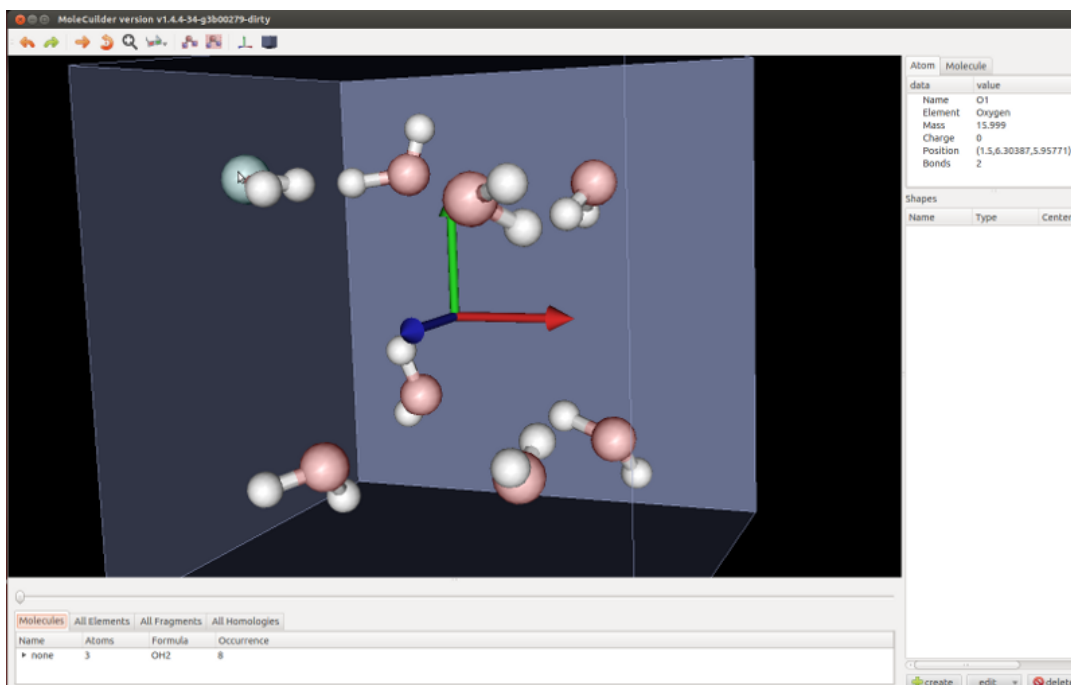 MoleCuilder version v1.4.4-34-g3b00279-dirty
Atom Molecule
data value
Name O1
Element Oxygen
Mass 15.999
Charge 0
Position (1.5,6.30387,5.95771)
Bonds 2
Shapes
Name Type Center
Molecules All Elements All Fragments All Homologies
Name Atoms Formula Occurrence
none 3 OH2 8
create edit delete